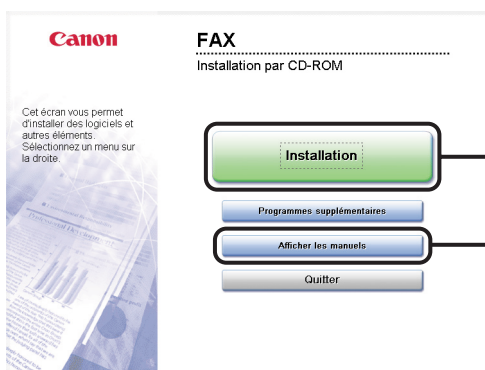 Canon
FAX
Installation par CD-ROM
Cet écran vous permet
d'installer des logiciels et
autres éléments.
Sélectionnez un menu sur
la droite.
Installation
Programmes supplémentaires
Afficher les manuels
Quitter